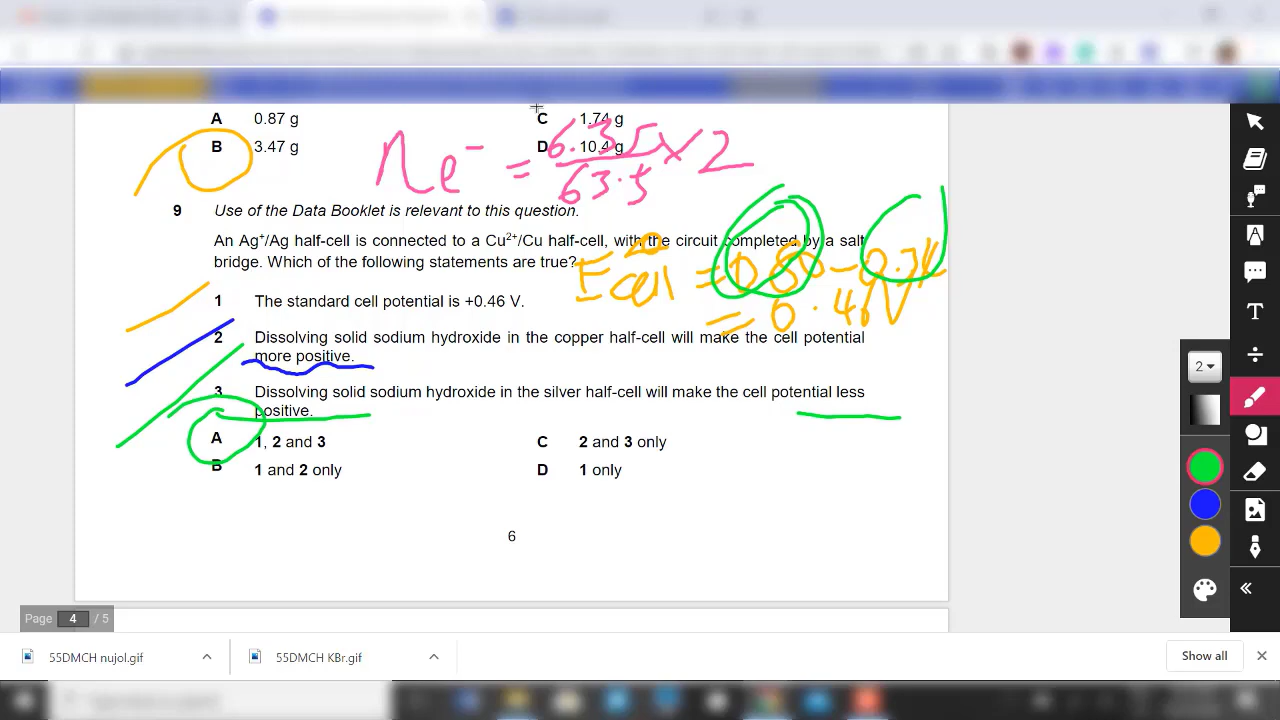 A 0.87 g C 1.74 g
B 3.47 g D 10.4 g
ne⁻ = 6.35/63.5 × 2
9 Use of the Data Booklet is relevant to this question.
An Ag⁺/Ag half-cell is connected to a Cu²⁺/Cu half-cell, with the circuit completed by a salt
bridge. Which of the following statements are true?
E cell = 0.80 – 0.34
= 0.46V
1 The standard cell potential is +0.46 V.
2 Dissolving solid sodium hydroxide in the copper half-cell will make the cell potential
more positive.
3 Dissolving solid sodium hydroxide in the silver half-cell will make the cell potential less
positive.
A 1, 2 and 3 C 2 and 3 only
B 1 and 2 only D 1 only
6
2
Page 4 / 5
55DMCH nujol.gif 55DMCH KBr.gif Show all